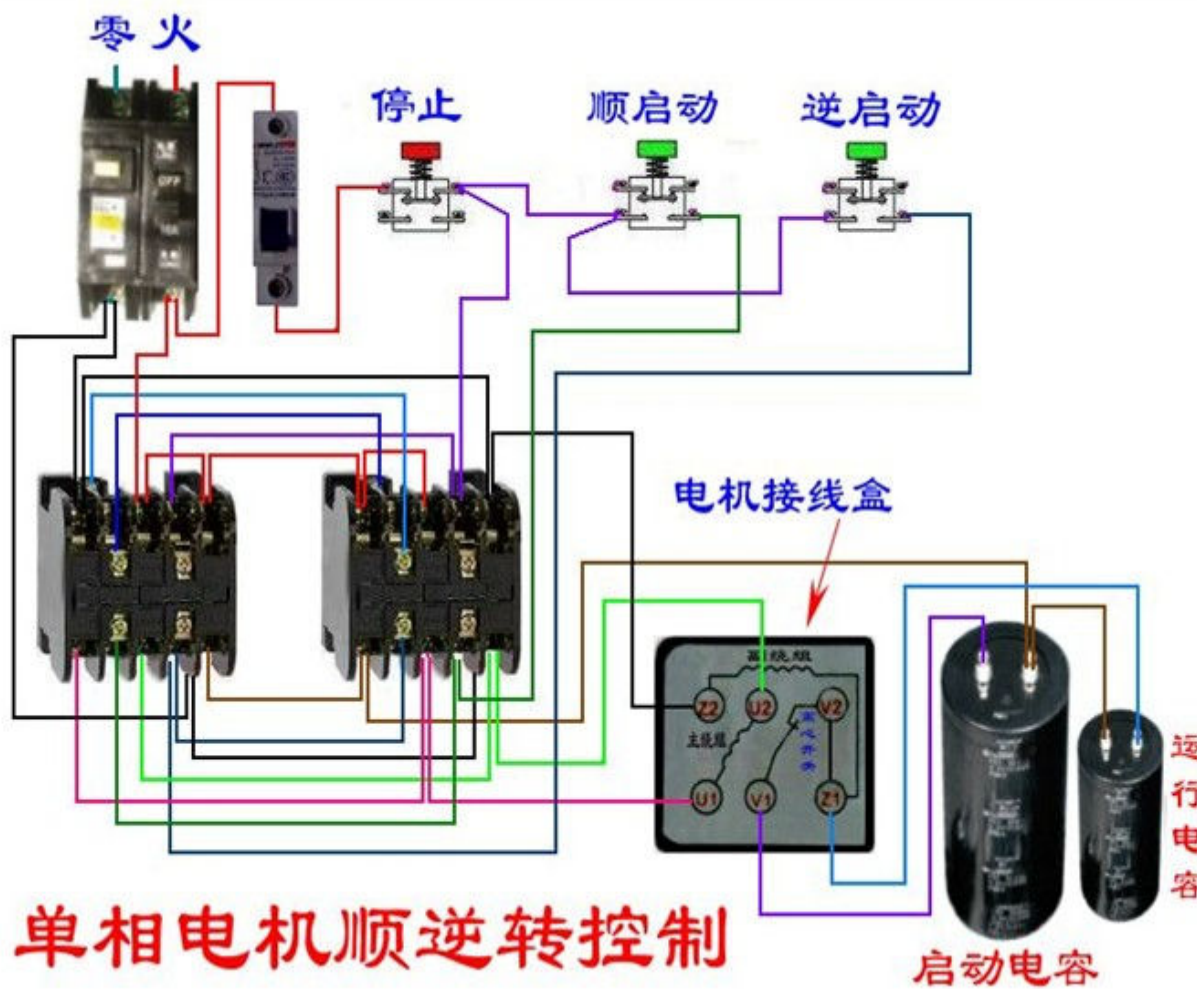 零 火
停止
顺启动
逆启动
OFF
电机接线盒
副绕组
Z2
U2
V2
主绕组
离心开关
U1
V1
Z1
运行电容
启动电容
单相电机顺逆转控制